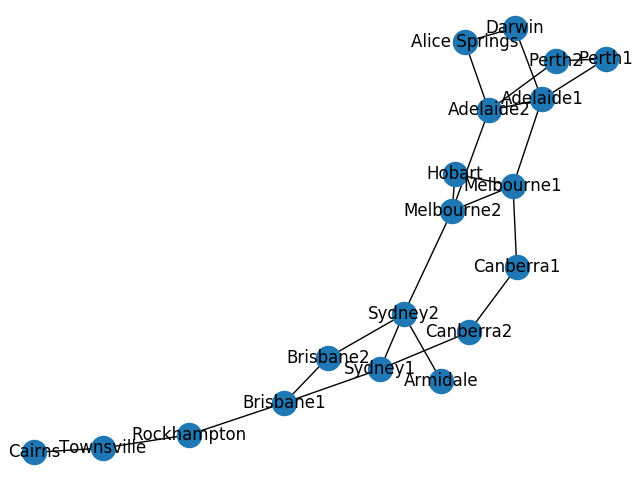 Darwin
Alice Springs
Perth2
Perth1
Adelaide1
Adelaide2
Hobart
Melbourne1
Melbourne2
Canberra1
Sydney2
Canberra2
Brisbane2
Sydney1
Armidale
Brisbane1
Rockhampton
Townsville
Cairns